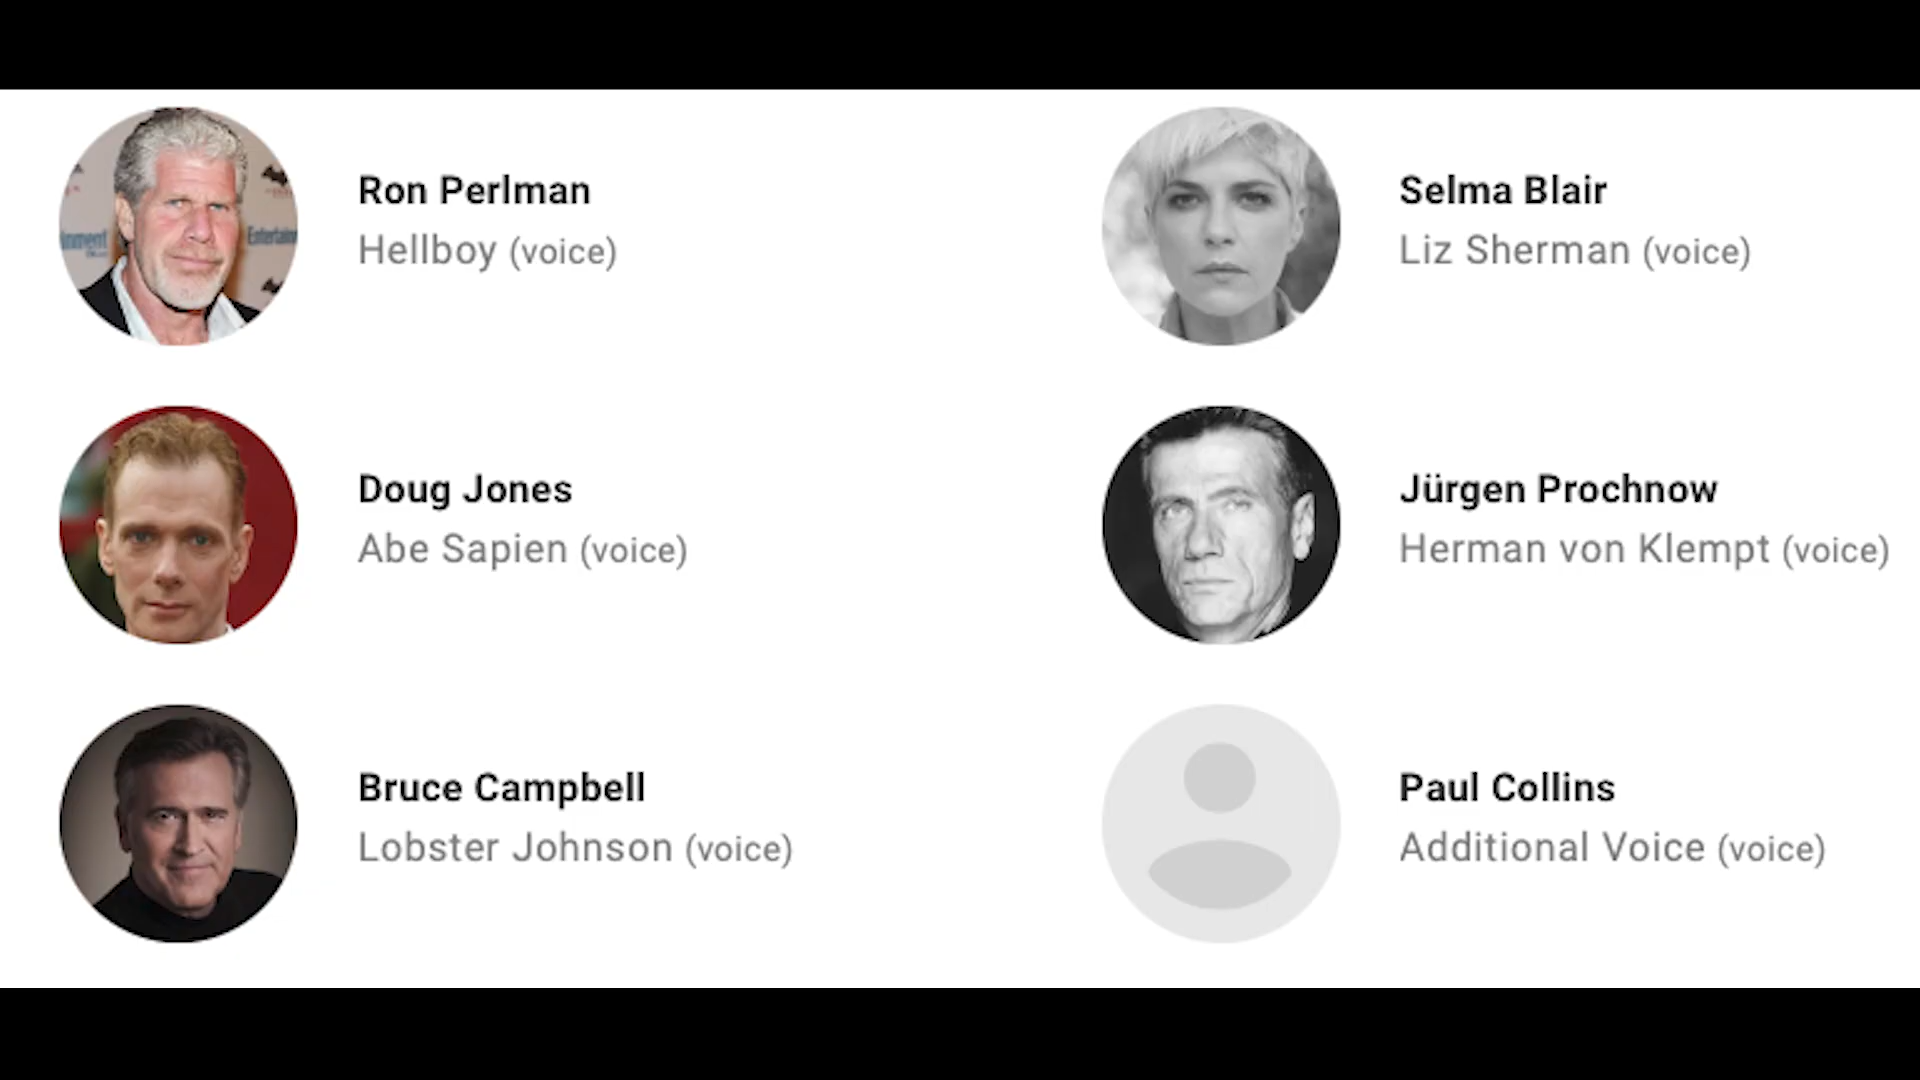 Ron Perlman
Hellboy (voice)
Selma Blair
Liz Sherman (voice)
Doug Jones
Abe Sapien (voice)
Jürgen Prochnow
Herman von Klempt (voice)
Bruce Campbell
Lobster Johnson (voice)
Paul Collins
Additional Voice (voice)